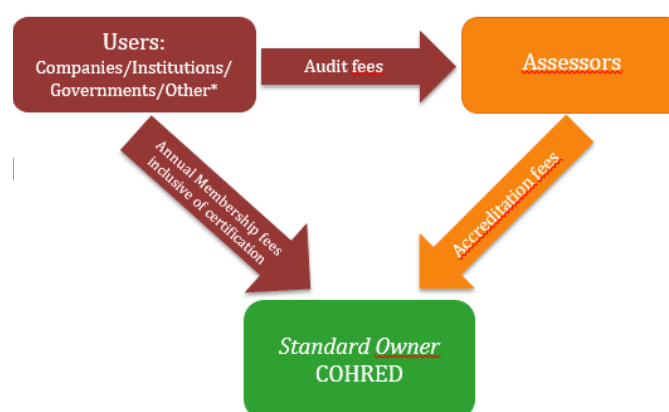 Users:
Companies/Institutions/
Governments/Other*
Audit fees
Assessors
Annual Membership fees
inclusive of certification
Accreditation fees
Standard Owner
COHRED